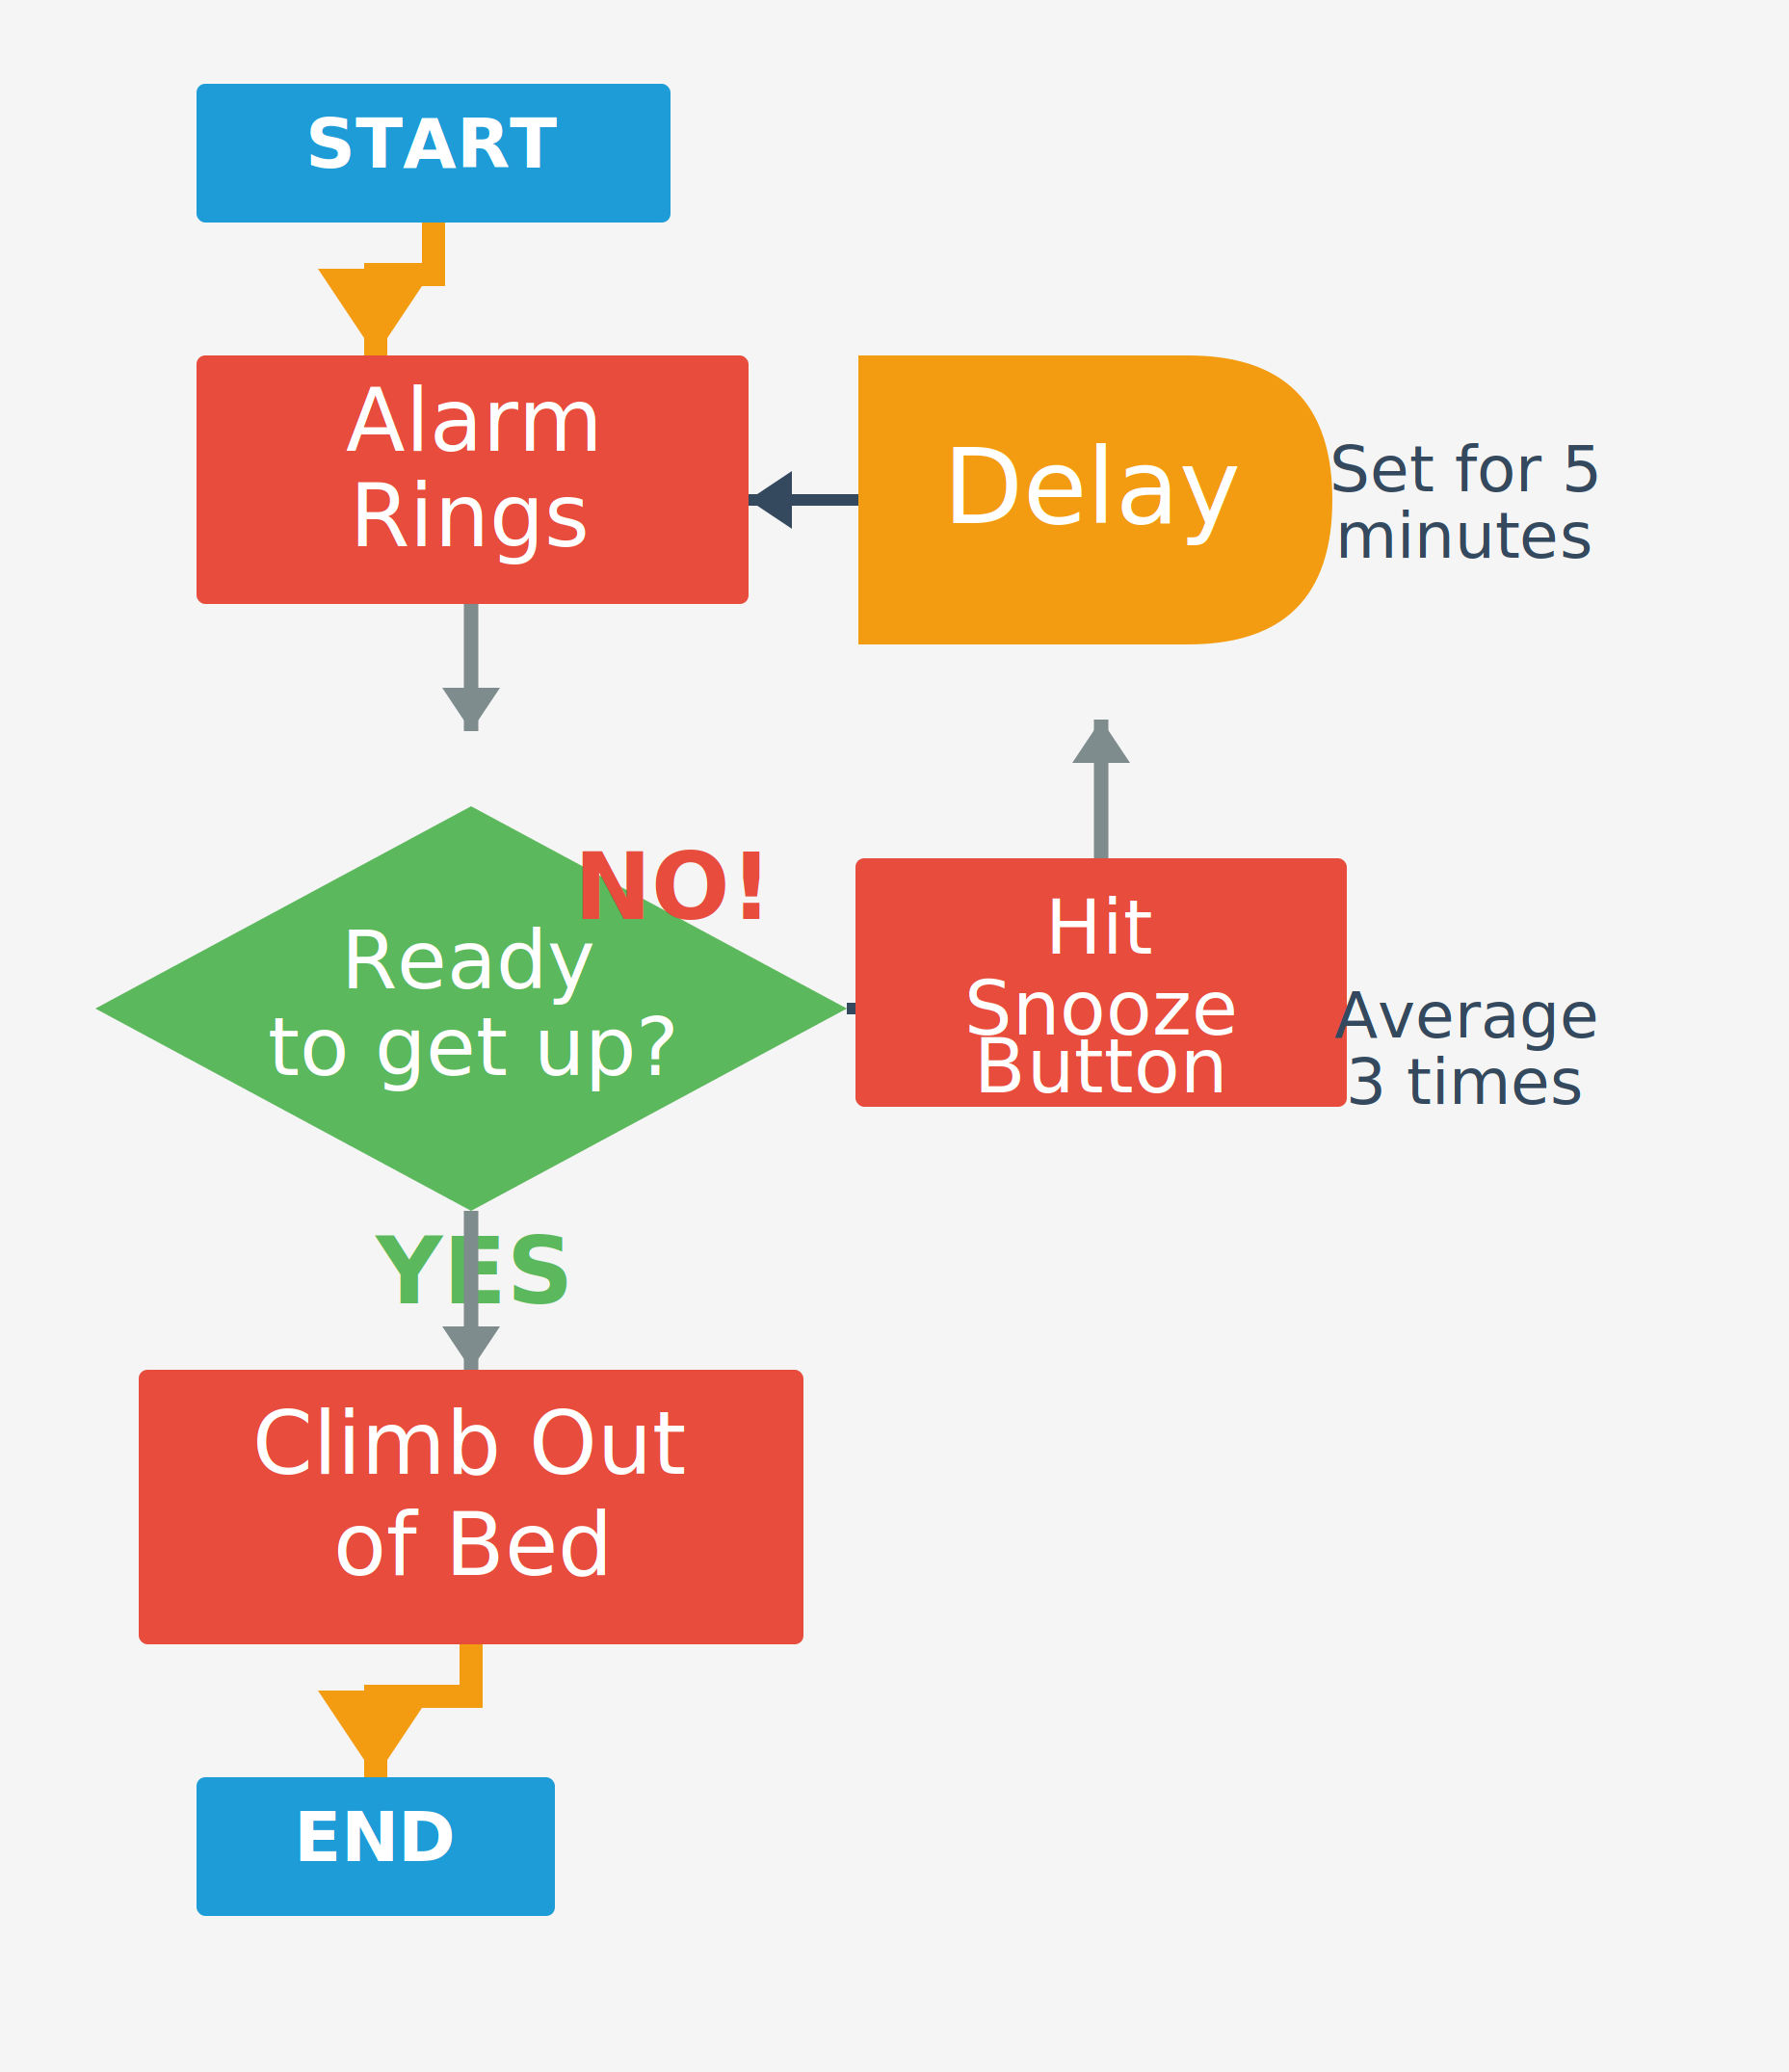 START
Alarm
Rings
Delay
Set for 5
minutes
NO!
Ready
to get up?
Hit
Snooze
Button
Average
3 times
YES
Climb Out
of Bed
END